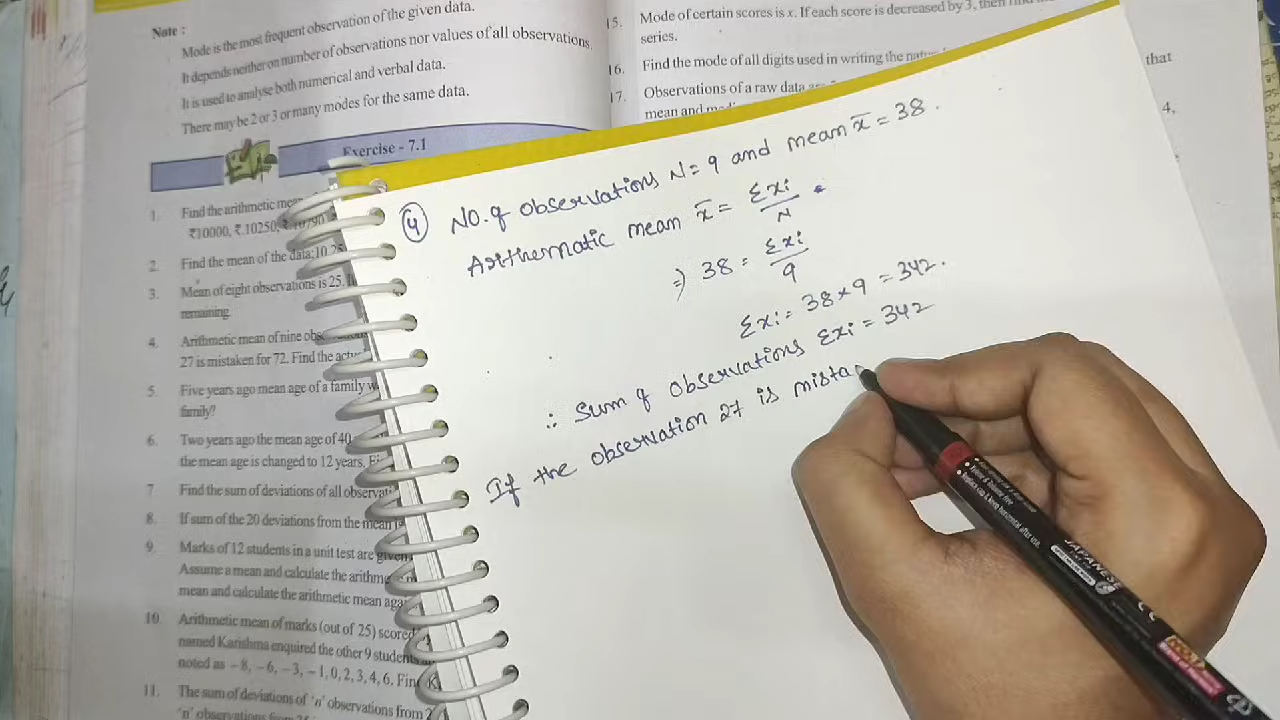 Note :
Mode is the most frequent observation of the given data.
It depends neither on number of observations nor values of all observations.
It is used to analyse both numerical and verbal data.
There may be 2 or 3 or many modes for the same data.
Exercise - 7.1
1. Find the arithmetic mean
₹10000, ₹.10250, ₹.10790
2. Find the mean of the data; 10.25
3. Mean of eight observations is 25.
remaining.
4. Arithmetic mean of nine
27 is mistaken for 72. Find the
5. Five years ago mean age of a family
family?
6. Two years ago the mean age of 40
the mean age is changed to 12 years.
7 Find the sum of deviations of all
8. If sum of the 20 deviations from the mean
9. Marks of 12 students in a unit test are given
Assume a mean and calculate the
mean and calculate the arithmetic mean
10. Arithmetic mean of marks (out of 25)
named Karishma enquired the other 9 students
noted as −8, −6, −3, −1, 0, 2, 3, 4, 6.
11. The sum of deviations of 'n' observations from
'n' observations from
15. Mode of certain scores is x. If each score is decreased by 3, then find
series.
16. Find the mode of all digits used in writing the
that
17. Observations of a raw data
mean and
4,
④ No. of observations N = 9 and mean x̄ = 38.
Arithematic mean x̄ = Σxi / N
⇒ 38 = Σxi / 9
Σxi = 38 × 9 = 342.
∴ Sum of observations Σxi = 342
If the observation 27 is mista